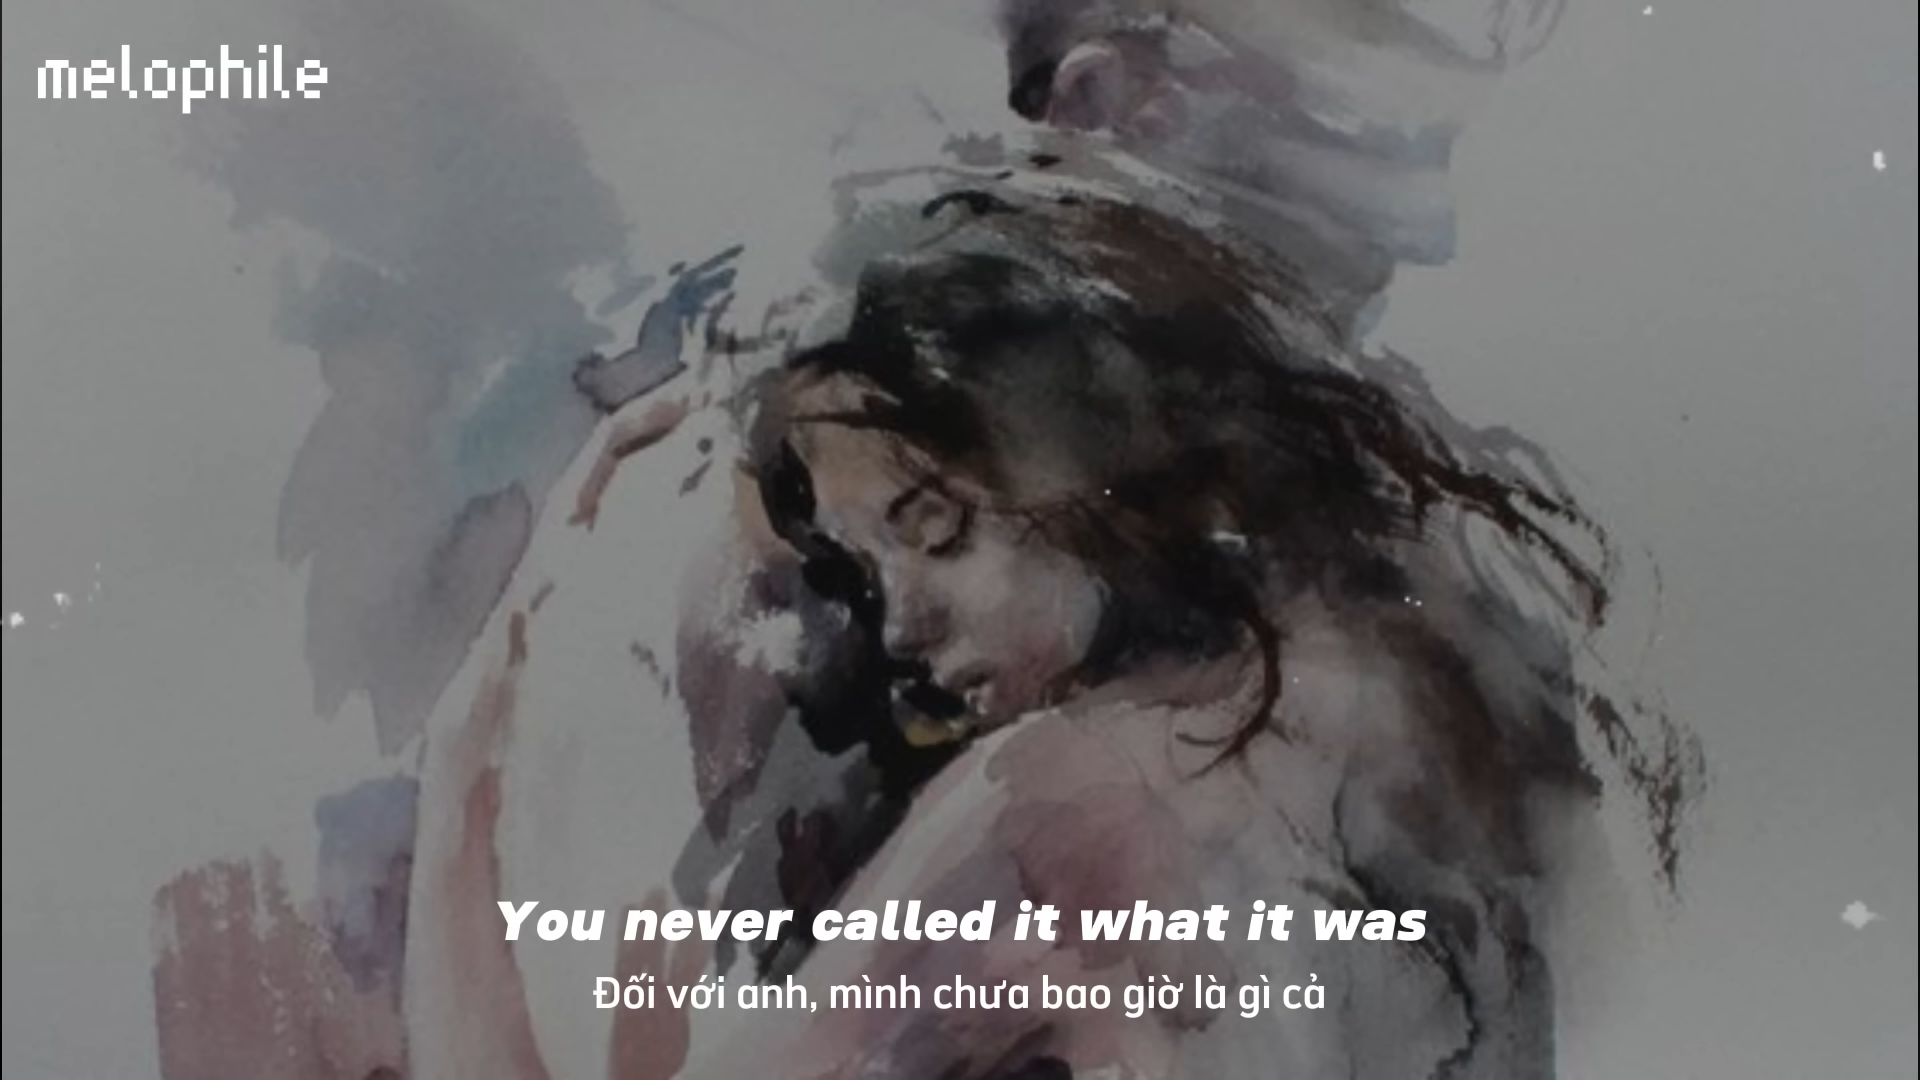 melophile
You never called it what it was
Đối với anh, mình chưa bao giờ là gì cả